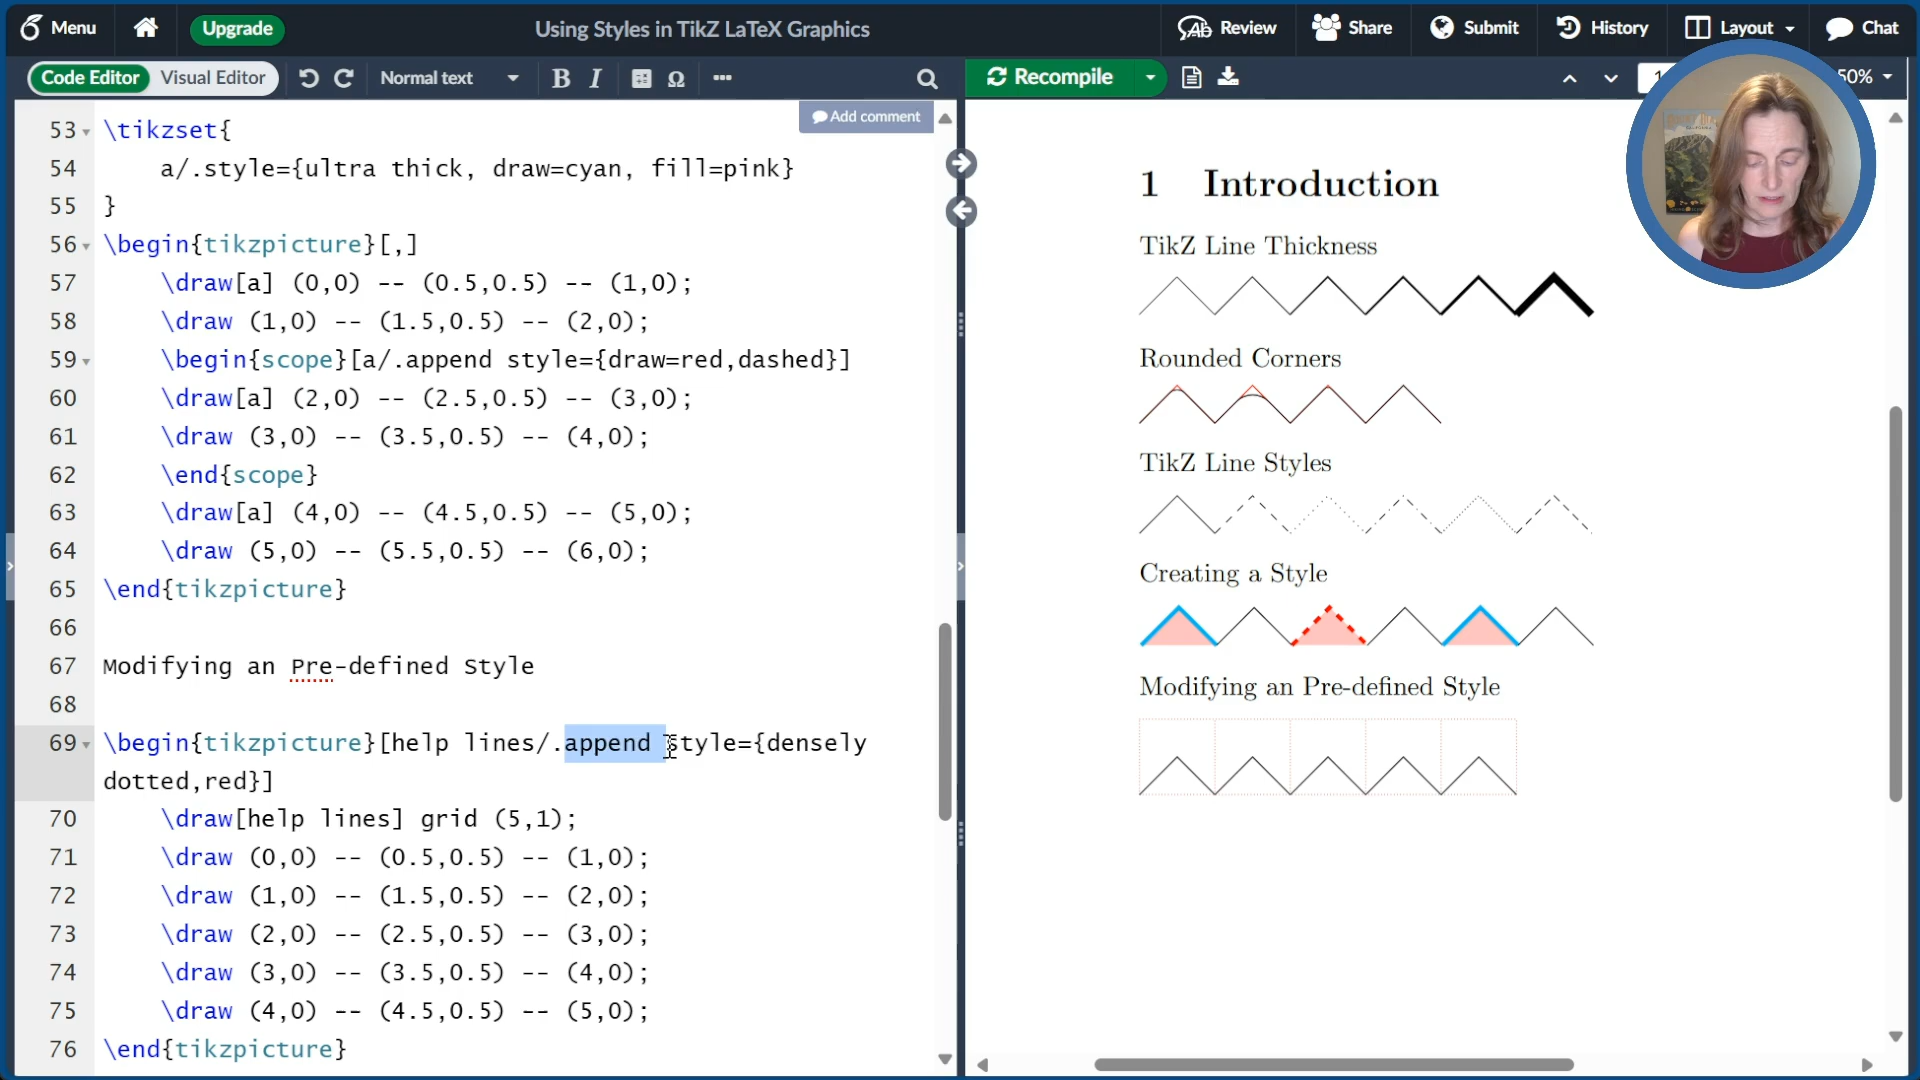 Menu
Upgrade
Using Styles in TikZ LaTeX Graphics
Review
Share
Submit
History
Layout
Chat
Code Editor
Visual Editor
Normal text
B I
Ω
Recompile
50%
Add comment
53 \tikzset{
54 a/.style={ultra thick, draw=cyan, fill=pink}
55 }
56 \begin{tikzpicture}[,]
57 \draw[a] (0,0) -- (0.5,0.5) -- (1,0);
58 \draw (1,0) -- (1.5,0.5) -- (2,0);
59 \begin{scope}[a/.append style={draw=red,dashed}]
60 \draw[a] (2,0) -- (2.5,0.5) -- (3,0);
61 \draw (3,0) -- (3.5,0.5) -- (4,0);
62 \end{scope}
63 \draw[a] (4,0) -- (4.5,0.5) -- (5,0);
64 \draw (5,0) -- (5.5,0.5) -- (6,0);
65 \end{tikzpicture}
66
67 Modifying an Pre-defined Style
68
69 \begin{tikzpicture}[help lines/.append style={densely
dotted,red}]
70 \draw[help lines] grid (5,1);
71 \draw (0,0) -- (0.5,0.5) -- (1,0);
72 \draw (1,0) -- (1.5,0.5) -- (2,0);
73 \draw (2,0) -- (2.5,0.5) -- (3,0);
74 \draw (3,0) -- (3.5,0.5) -- (4,0);
75 \draw (4,0) -- (4.5,0.5) -- (5,0);
76 \end{tikzpicture}
1 Introduction
TikZ Line Thickness
Rounded Corners
TikZ Line Styles
Creating a Style
Modifying an Pre-defined Style